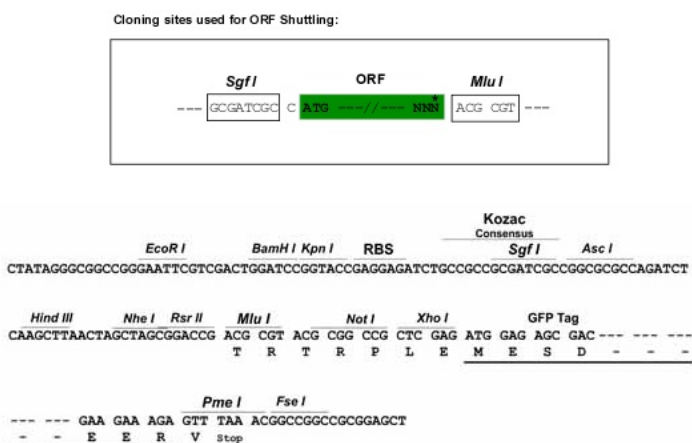 Cloning sites used for ORF Shuttling:
Sgf I ORF Mlu I
--- GCGATCGC C ATG ---//--- NNN* ACG CGT ---
Kozac
Consensus
EcoR I BamH I Kpn I RBS Sgf I Asc I
CTATAGGGCGGCCGGGAATTCGTCGACTGGATCCGGTACCGAGGAGATCTGCCGCCGCGATCGCCGGCGCGCCAGATCT
Hind III Nhe I Rsr II Mlu I Not I Xho I GFP Tag
CAAGCTTAACTAGCTAGCGGACCG ACG CGT ACG CGG CCG CTC GAG ATG GAG AGC GAC--- --- ---
T R T R P L E M E S D - - -
Pme I Fse I
--- --- GAA GAA AGA GTT TAA ACGGCCGGCCGCGGAGCT
- - E E R V Stop